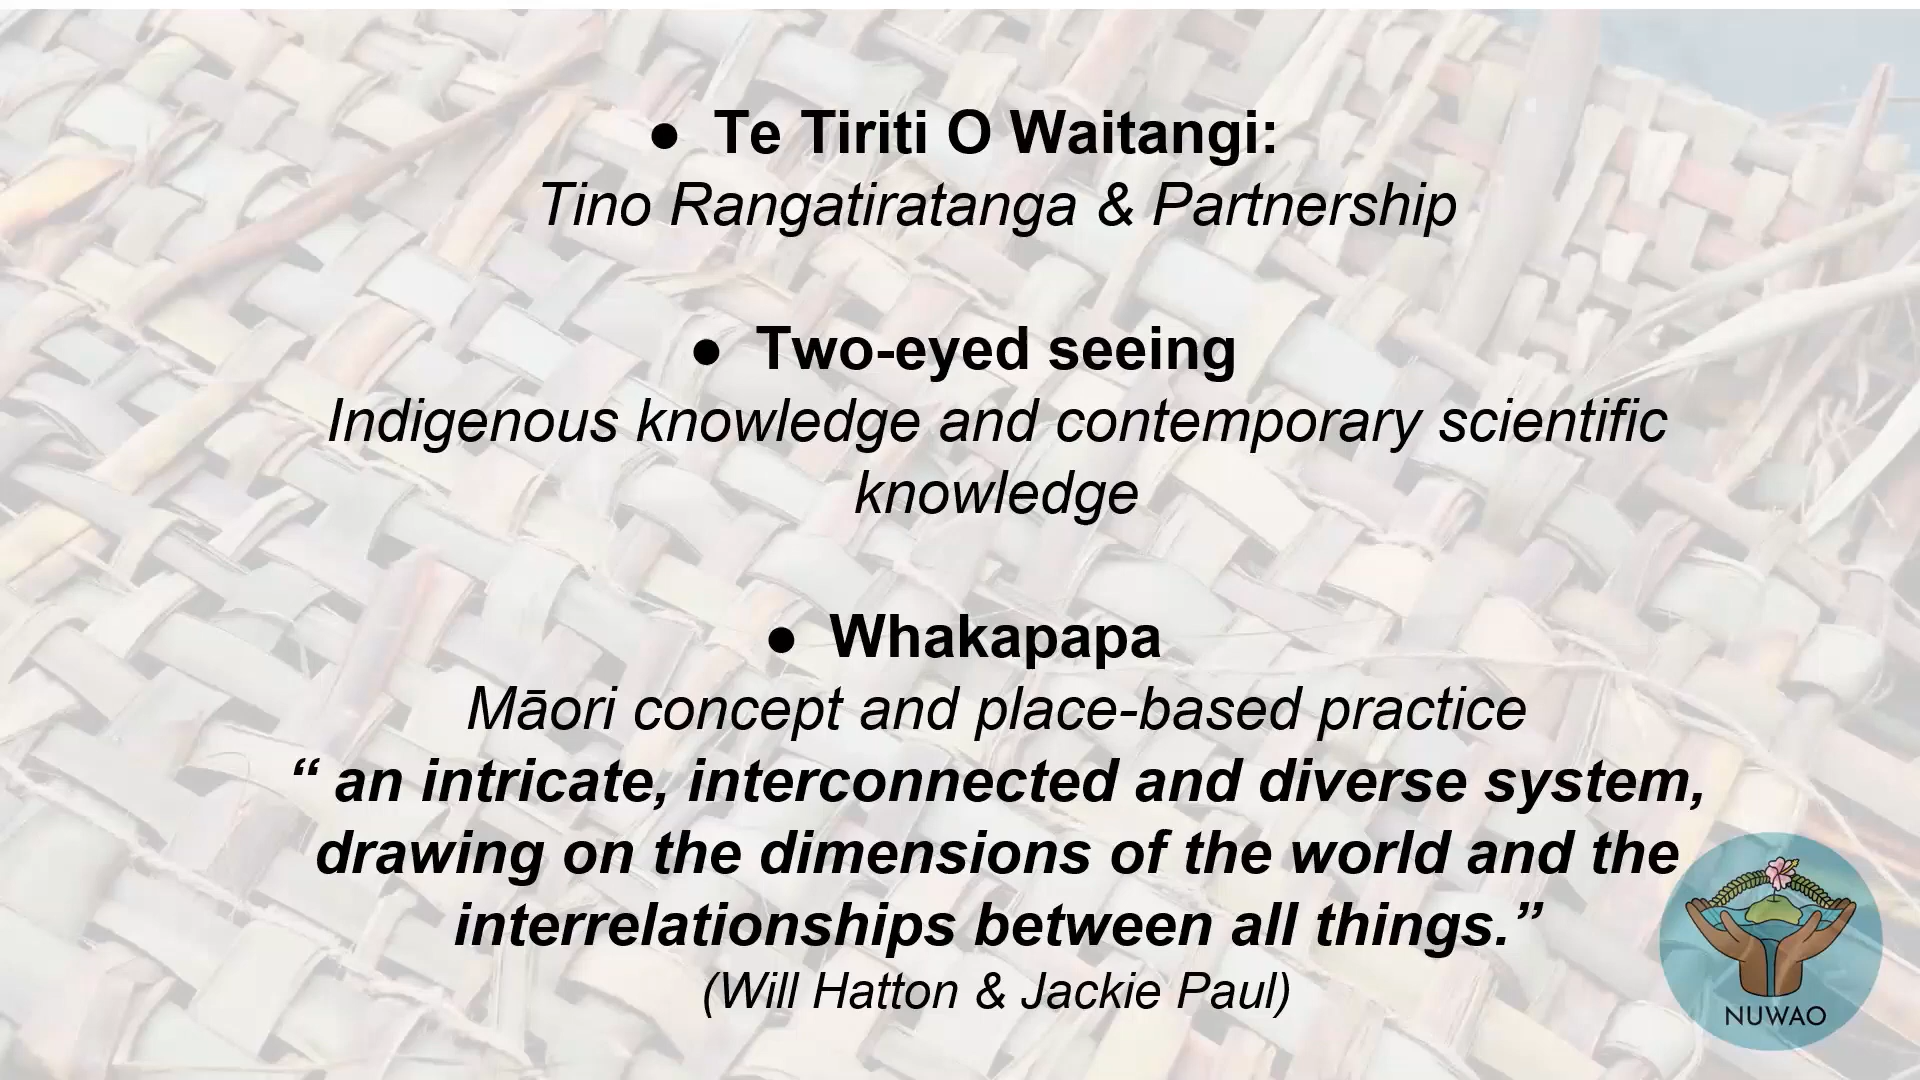 ● Te Tiriti O Waitangi:
Tino Rangatiratanga & Partnership
● Two-eyed seeing
Indigenous knowledge and contemporary scientific
knowledge
● Whakapapa
Māori concept and place-based practice
“ an intricate, interconnected and diverse system,
drawing on the dimensions of the world and the
interrelationships between all things.”
(Will Hatton & Jackie Paul)
NUWAO